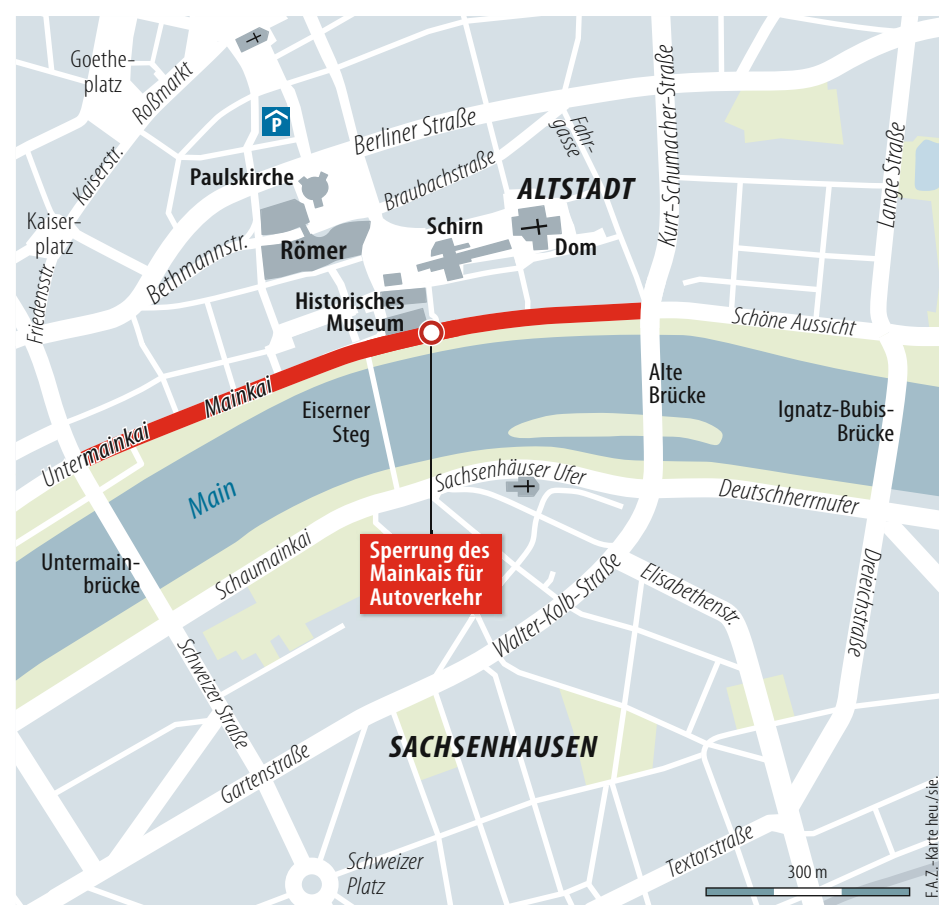 Goethe-
platz
Roßmarkt
Kaiserstr.
P
Berliner Straße
Fahr-
gasse
Kurt-Schumacher-Straße
Lange Straße
Paulskirche
Braubachstraße
ALTSTADT
Kaiser-
platz
Bethmannstr.
Römer
Schirn
Dom
Friedensstr.
Historisches
Museum
Schöne Aussicht
Untermainkai
Mainkai
Eiserner
Steg
Alte
Brücke
Ignatz-Bubis-
Brücke
Main
Sachsenhäuser Ufer
Deutschherrnufer
Untermain-
brücke
Schaumainkai
Sperrung des
Mainkais für
Autoverkehr
Walter-Kolb-Straße
Elisabethenstr.
Dreieichstraße
Schweizer Straße
SACHSENHAUSEN
Gartenstraße
Schweizer
Platz
Textorstraße
300 m
F.A.Z.-Karte heu./sie.